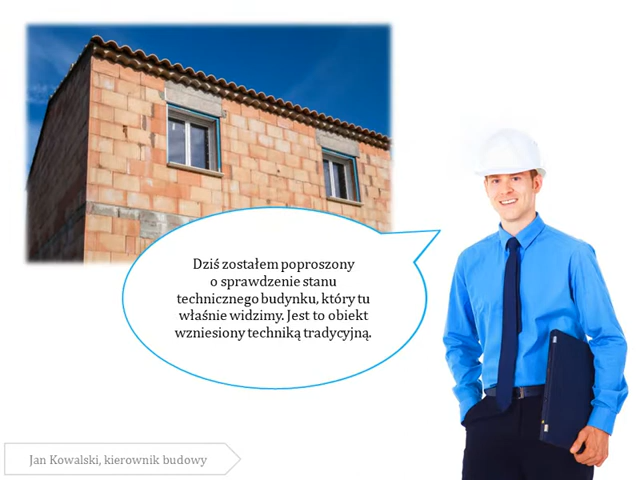 Dziś zostałem poproszony
o sprawdzenie stanu
technicznego budynku, który tu
właśnie widzimy. Jest to obiekt
wzniesiony techniką tradycyjną.
Jan Kowalski, kierownik budowy